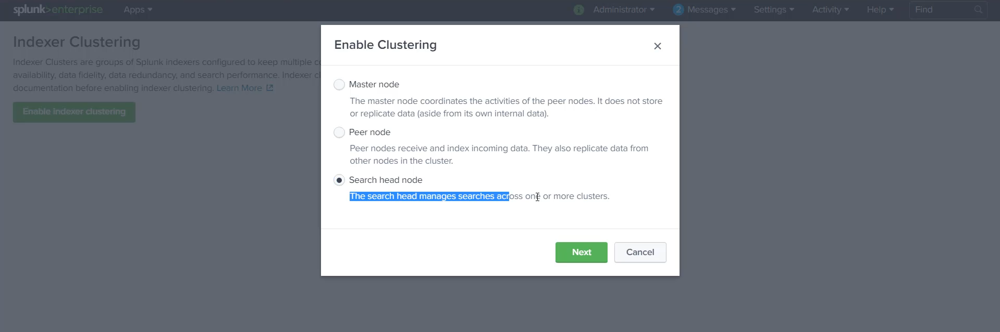 splunk>enterprise Apps Administrator 2 Messages Settings Activity Help Find
Indexer Clustering
Indexer Clusters are groups of Splunk indexers configured to keep multiple
availability, data fidelity, data redundancy, and search performance. Indexer
documentation before enabling indexer clustering. Learn More
Enable indexer clustering
Enable Clustering
Master node
The master node coordinates the activities of the peer nodes. It does not store
or replicate data (aside from its own internal data).
Peer node
Peer nodes receive and index incoming data. They also replicate data from
other nodes in the cluster.
Search head node
The search head manages searches across one or more clusters.
Next Cancel